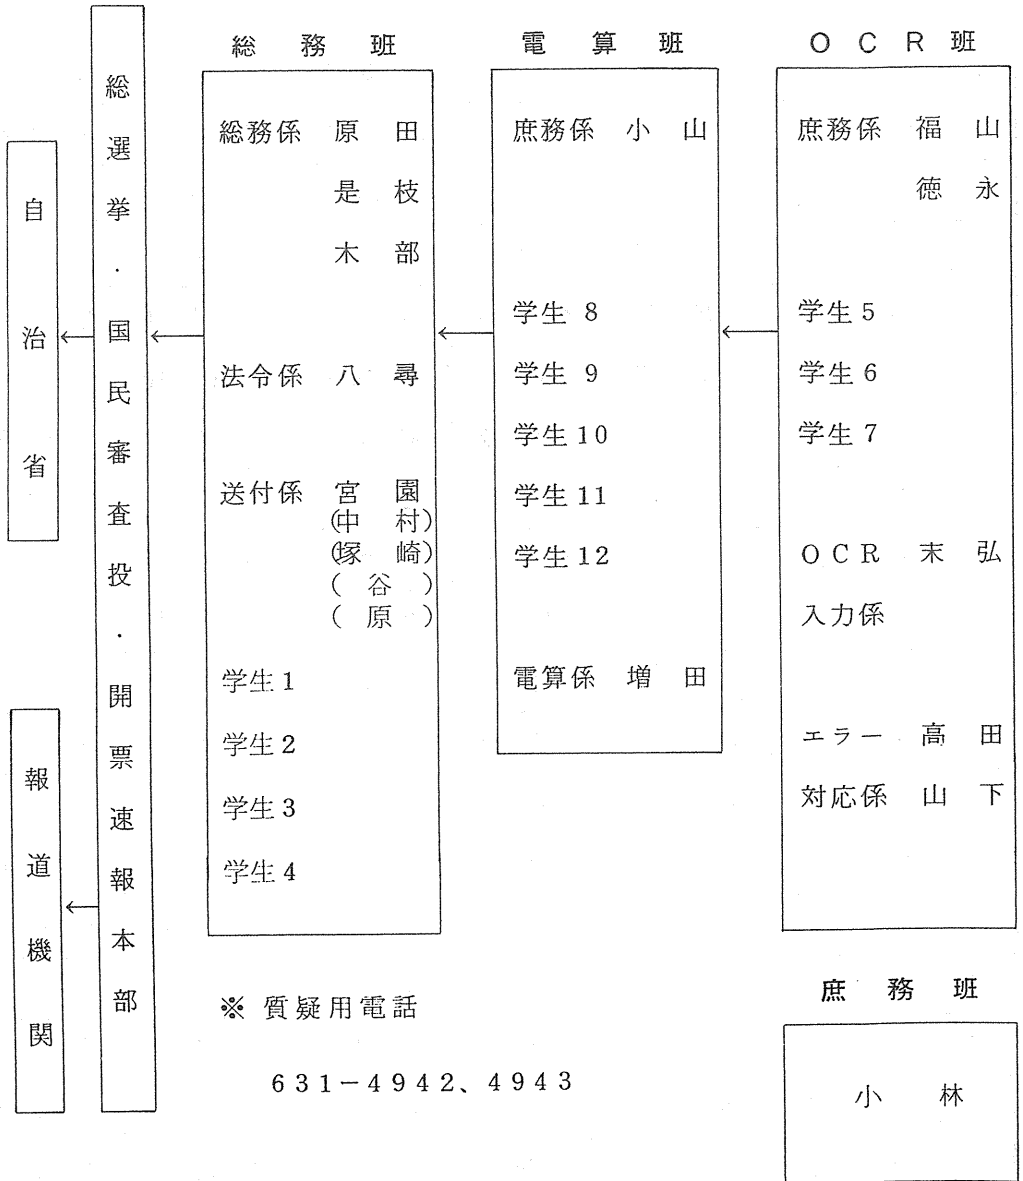 自治省
報道機関
総選挙・国民審査投・開票速報本部
総務班
総務係 原田
是枝
木部
法令係 八尋
送付係 宮園
(中村)
(塚崎)
(谷)
(原)
学生1
学生2
学生3
学生4
※ 質疑用電話
631-4942、4943
電算班
庶務係 小山
学生8
学生9
学生10
学生11
学生12
電算係 増田
OCR班
庶務係 福山
徳永
学生5
学生6
学生7
OCR 末弘
入力係
エラー 高田
対応係 山下
庶務班
小林